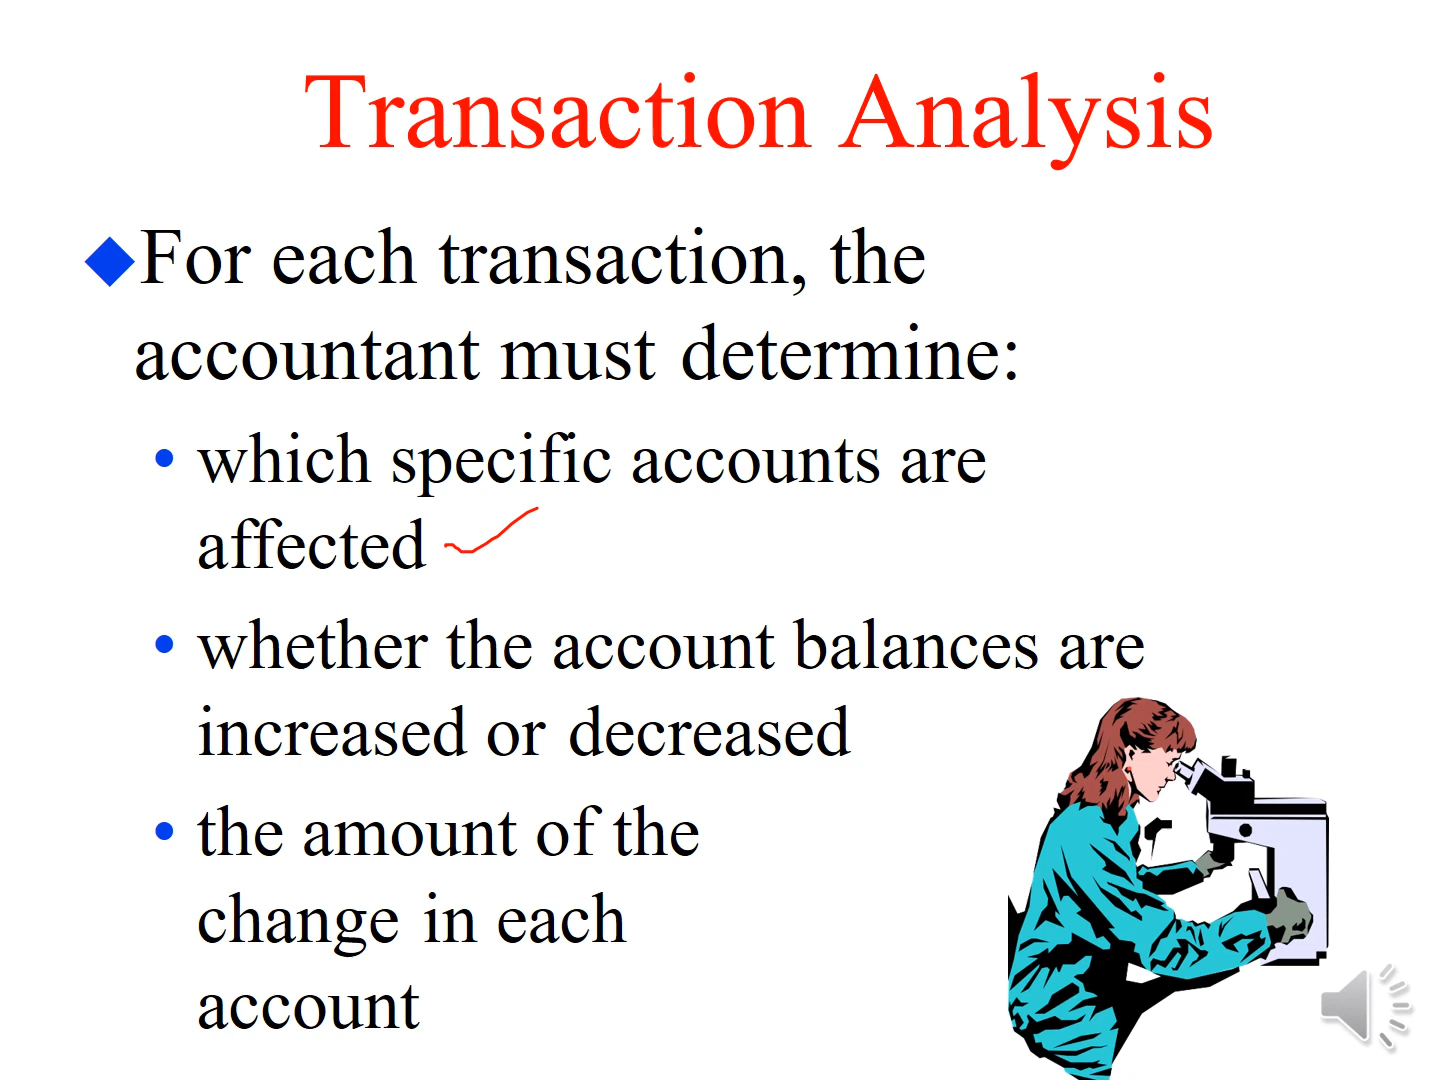 Transaction Analysis
For each transaction, the
accountant must determine:
• which specific accounts are
affected
• whether the account balances are
increased or decreased
• the amount of the
change in each
account